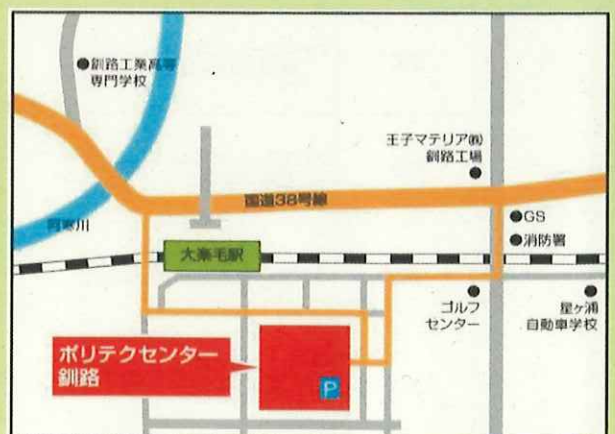 ●釧路工業高等
専門学校
王子マテリア㈱
釧路工場
国道38号線
●GS
●消防署
阿寒川
大楽毛駅
ゴルフ
センター
星ヶ浦
自動車学校
ポリテクセンター
釧路
P